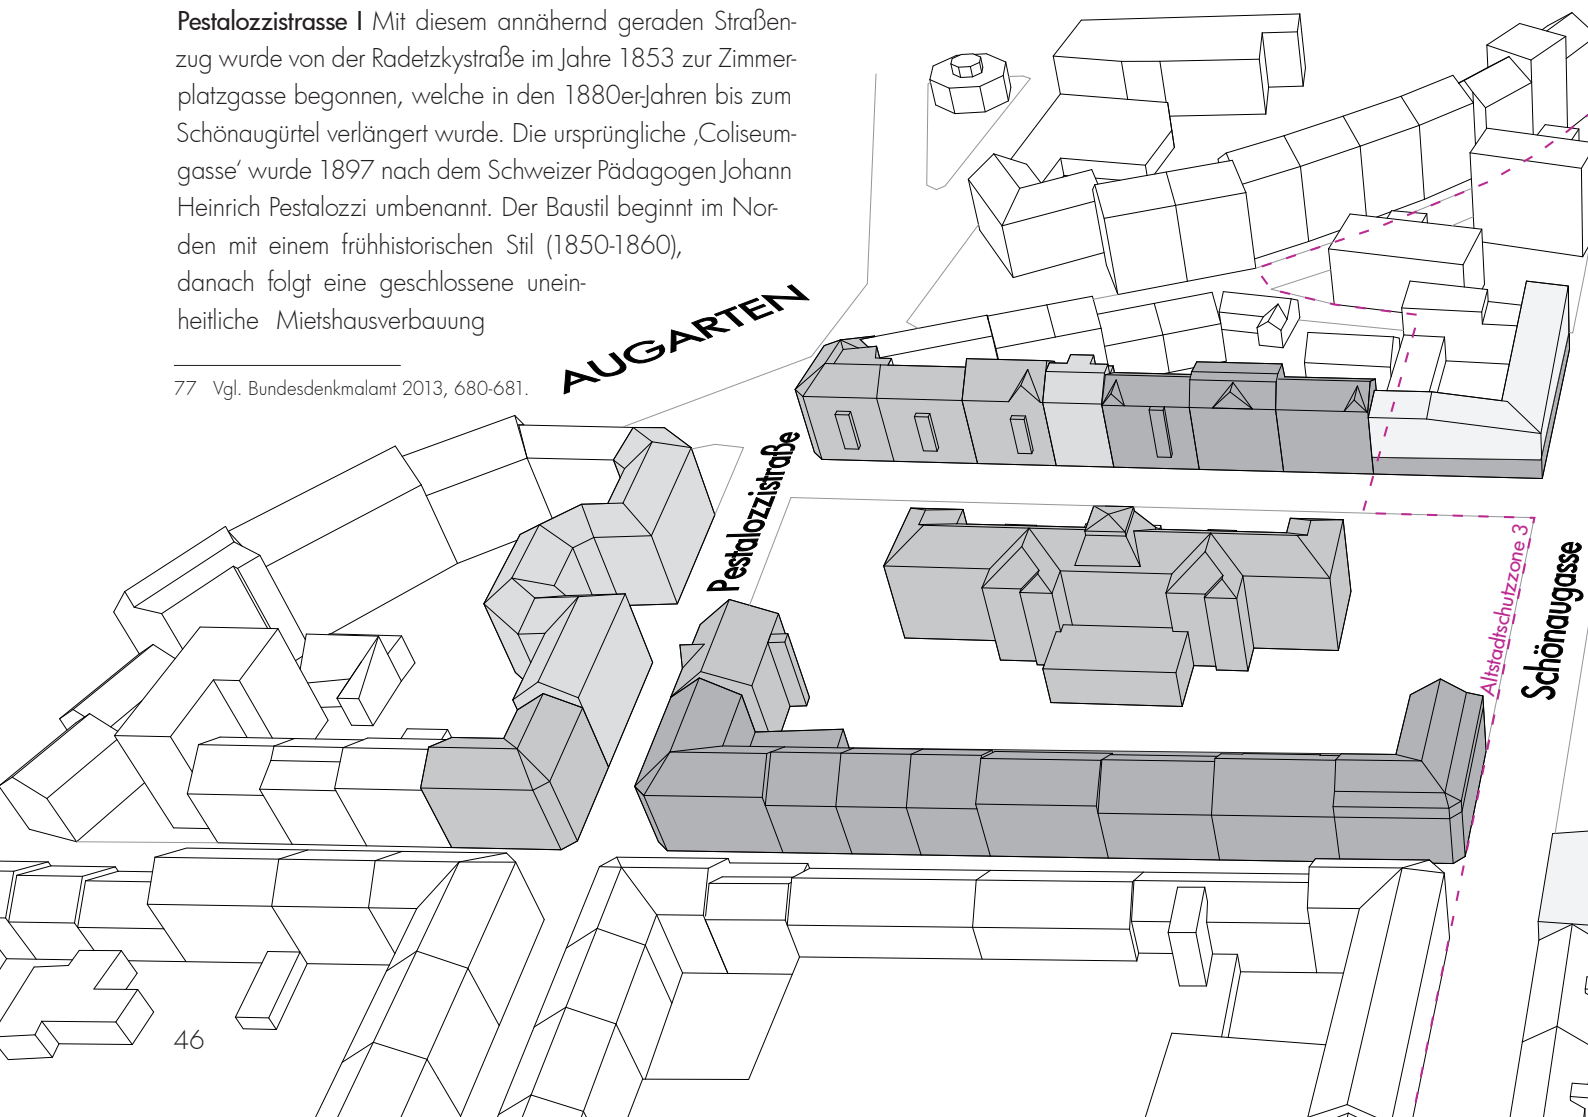 Pestalozzistrasse I Mit diesem annähernd geraden Straßen-
zug wurde von der Radetzkystraße im Jahre 1853 zur Zimmer-
platzgasse begonnen, welche in den 1880er-Jahren bis zum
Schönaugürtel verlängert wurde. Die ursprüngliche ‚Coliseum-
gasse‘ wurde 1897 nach dem Schweizer Pädagogen Johann
Heinrich Pestalozzi umbenannt. Der Baustil beginnt im Nor-
den mit einem frühhistorischen Stil (1850-1860),
danach folgt eine geschlossene unein-
heitliche Mietshausverbauung
77 Vgl. Bundesdenkmalamt 2013, 680-681.
AUGARTEN
Pestalozzistraße
Altstadtschutzzone 3
Schönaugasse
46